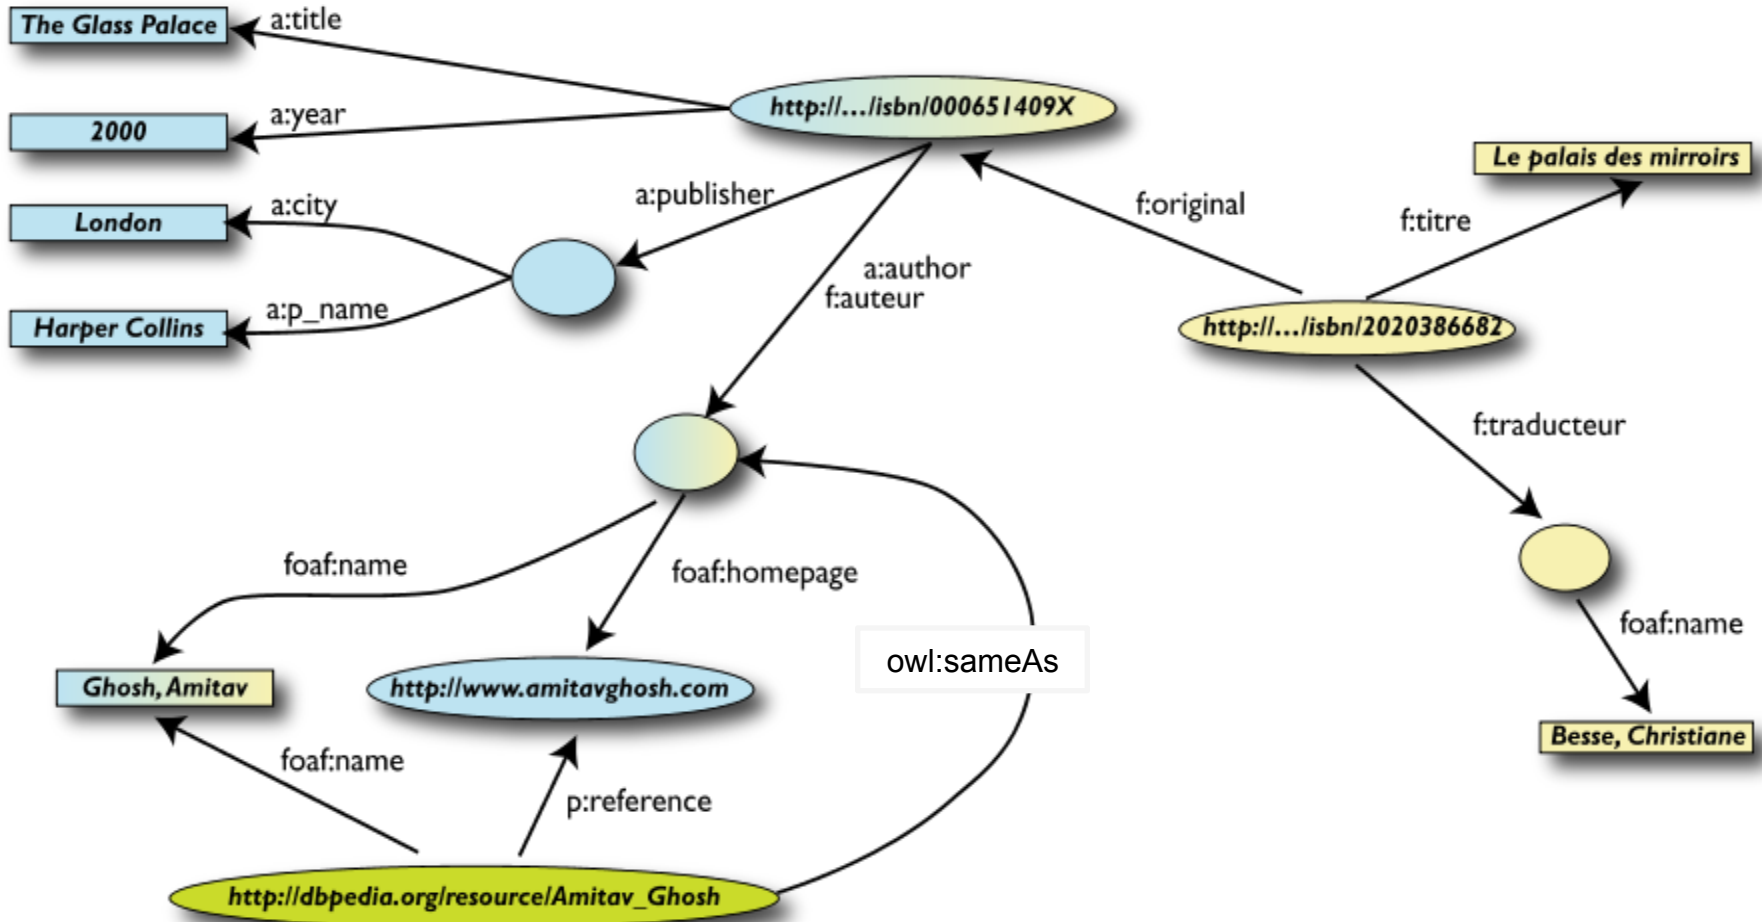 The Glass Palace
a:title
http://.../isbn/000651409X
2000
a:year
Le palais des mirroirs
London
a:city
a:publisher
f:original
f:titre
a:author
f:auteur
Harper Collins
a:p_name
http://.../isbn/2020386682
f:traducteur
foaf:name
foaf:homepage
foaf:name
owl:sameAs
Ghosh, Amitav
http://www.amitavghosh.com
Besse, Christiane
foaf:name
p:reference
http://dbpedia.org/resource/Amitav_Ghosh